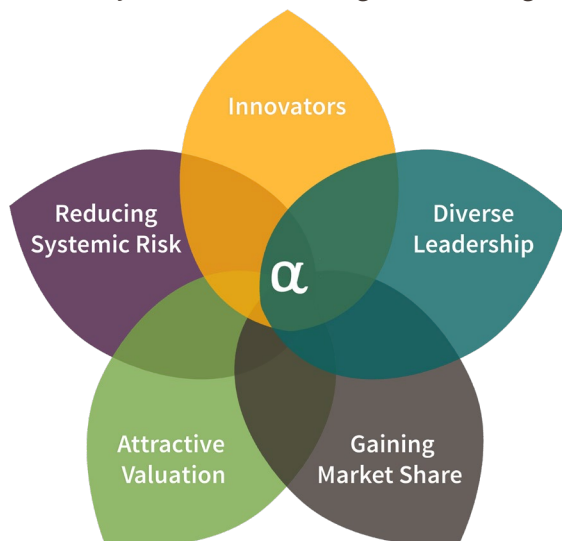 Innovators
Reducing
Systemic Risk
Diverse
Leadership
α
Attractive
Valuation
Gaining
Market Share